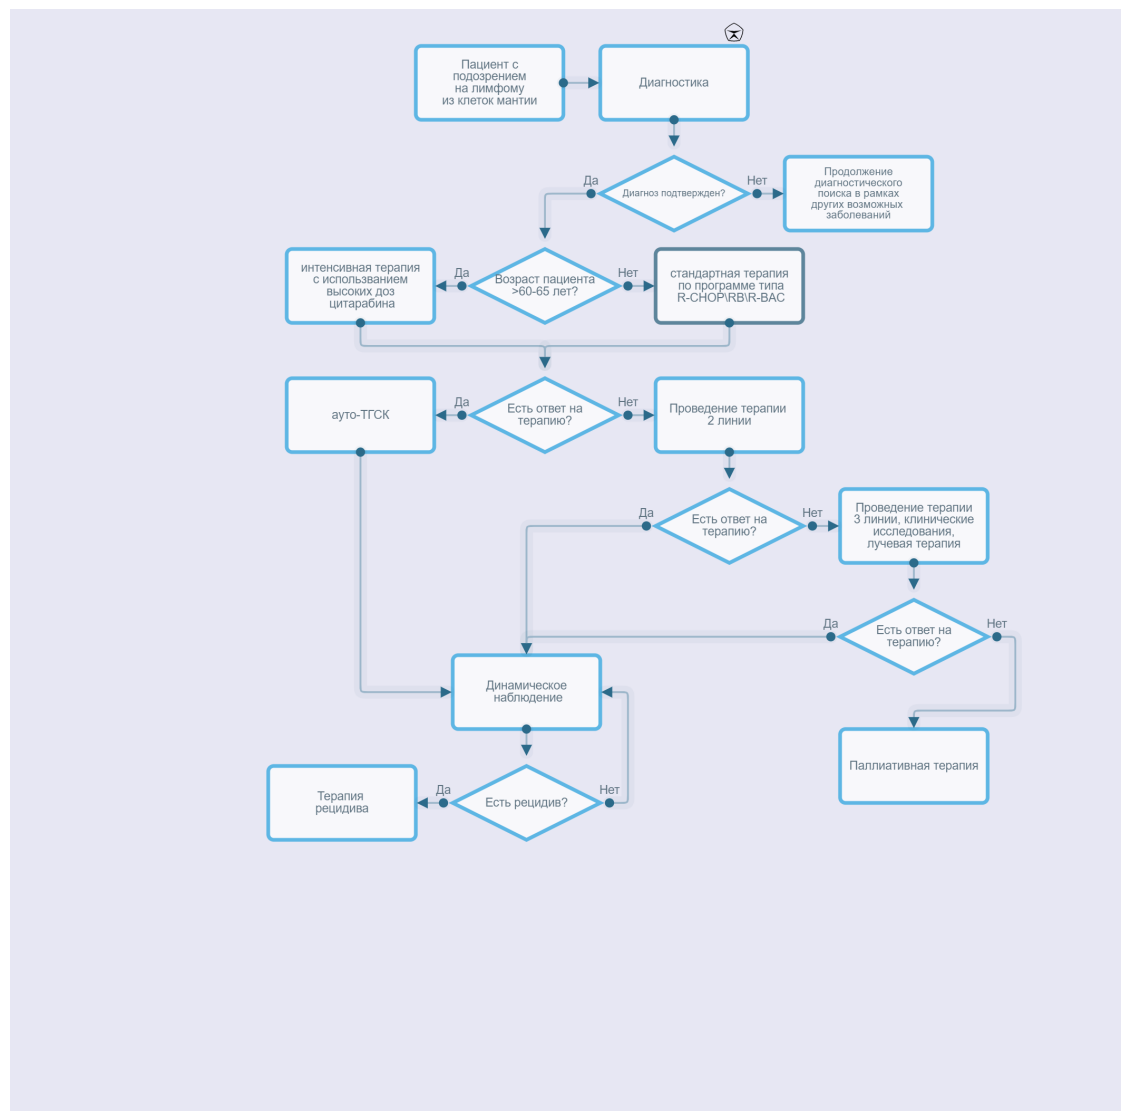 Пациент с
подозрением
на лимфому
из клеток мантии
Диагностика
Да
Диагноз подтвержден?
Нет
Продолжение
диагностического
поиска в рамках
других возможных
заболеваний
интенсивная терапия
с использванием
высоких доз
цитарабина
Да
Возраст пациента
>60-65 лет?
Нет
стандартная терапия
по программе типа
R-CHOP\RB\R-BAC
ауто-ТГСК
Да
Есть ответ на
терапию?
Нет
Проведение терапии
2 линии
Да
Есть ответ на
терапию?
Нет
Проведение терапии
3 линии, клинические
исследования,
лучевая терапия
Да
Есть ответ на
терапию?
Нет
Динамическое
наблюдение
Паллиативная терапия
Терапия
рецидива
Да
Есть рецидив?
Нет